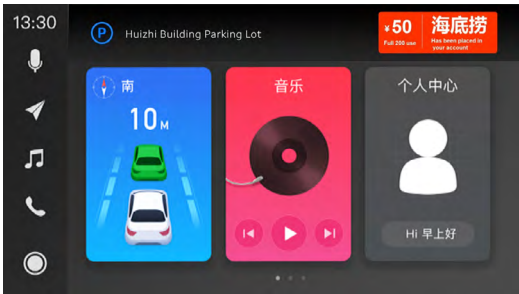 13:30
P
Huizhi Building Parking Lot
¥50
Full 200 use
海底捞
Has been placed in
your account
南
10M
音乐
个人中心
Hi 早上好